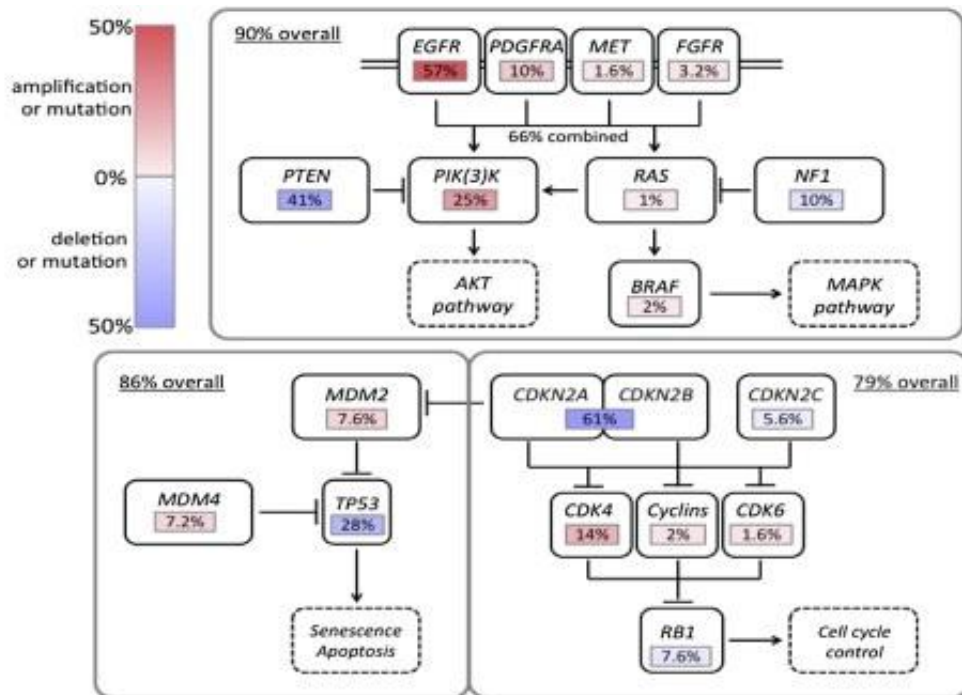 50%
amplification
or mutation
0%
deletion
or mutation
50%
90% overall
EGFR
57%
PDGFRA
10%
MET
1.6%
FGFR
3.2%
66% combined
PTEN
41%
PIK(3)K
25%
RAS
1%
NF1
10%
AKT
pathway
BRAF
2%
MAPK
pathway
86% overall
MDM2
7.6%
MDM4
7.2%
TP53
28%
Senescence
Apoptosis
79% overall
CDKN2A
CDKN2B
61%
CDKN2C
5.6%
CDK4
14%
Cyclins
2%
CDK6
1.6%
RB1
7.6%
Cell cycle
control